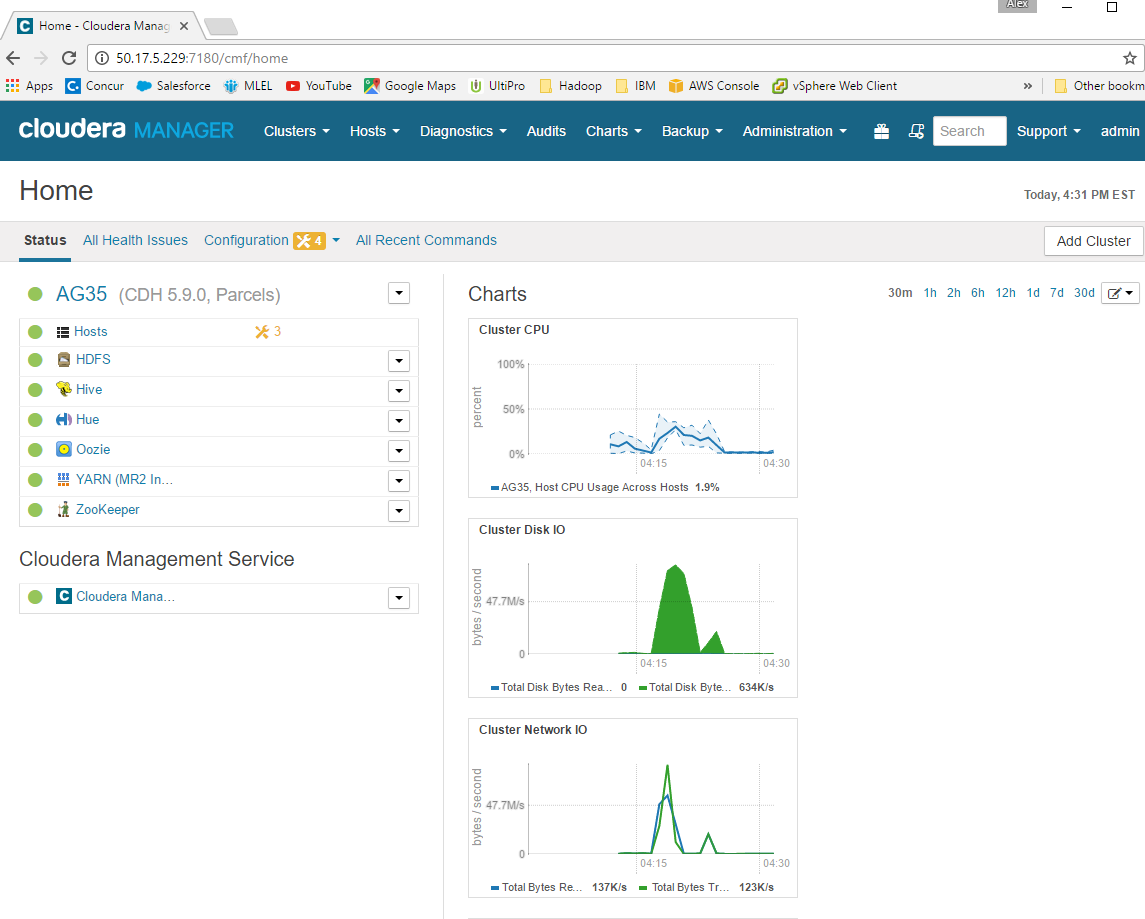 Alex
Home - Cloudera Manag
50.17.5.229:7180/cmf/home
Apps Concur Salesforce MLEL YouTube Google Maps UltiPro Hadoop IBM AWS Console vSphere Web Client » Other bookm
cloudera MANAGER Clusters Hosts Diagnostics Audits Charts Backup Administration Search Support admin
Home
Today, 4:31 PM EST
Status All Health Issues Configuration 4 All Recent Commands Add Cluster
AG35 (CDH 5.9.0, Parcels)
Hosts 3
HDFS
Hive
Hue
Oozie
YARN (MR2 In...
ZooKeeper
Cloudera Management Service
C Cloudera Mana...
Charts 30m 1h 2h 6h 12h 1d 7d 30d
Cluster CPU
percent
100%
50%
0%
04:15 04:30
AG35, Host CPU Usage Across Hosts 1.9%
Cluster Disk IO
bytes / second
47.7M/s
0
04:15 04:30
Total Disk Bytes Rea... 0 Total Disk Byte... 634K/s
Cluster Network IO
bytes / second
47.7M/s
0
04:15 04:30
Total Bytes Re... 137K/s Total Bytes Tr... 123K/s